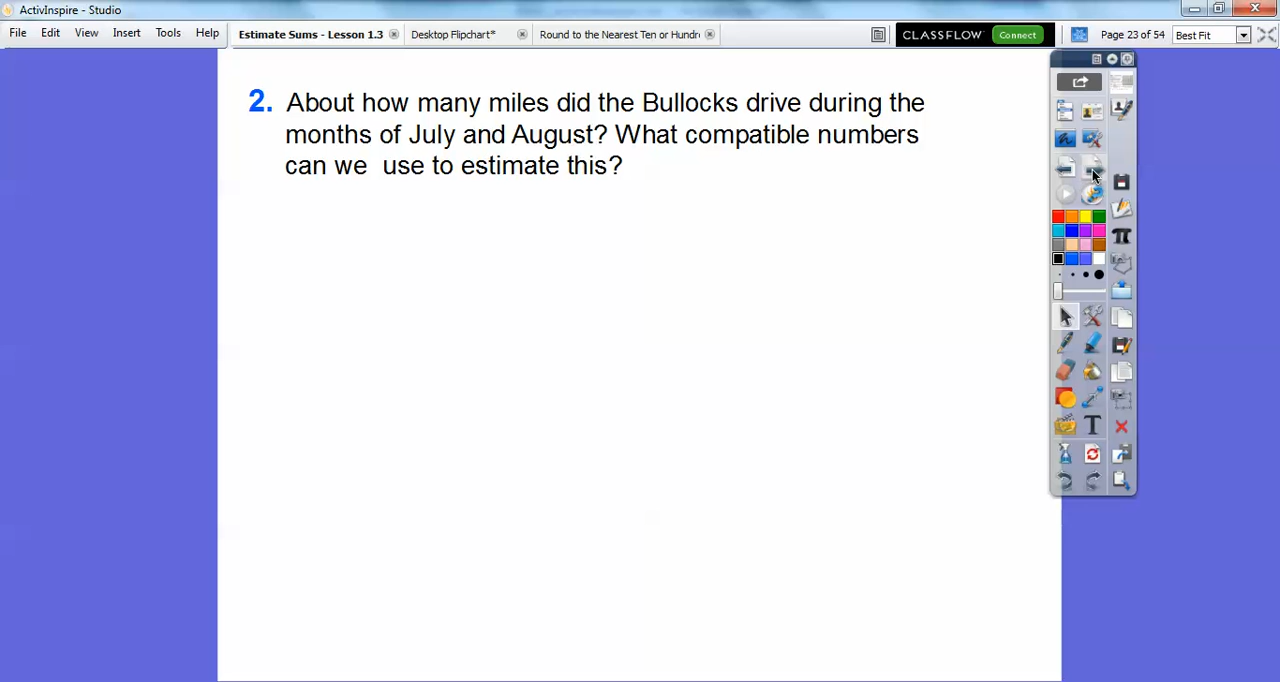 ActivInspire - Studio
File Edit View Insert Tools Help
Estimate Sums - Lesson 1.3
Desktop Flipchart*
Round to the Nearest Ten or Hundr
CLASSFLOW Connect
Page 23 of 54
Best Fit
2. About how many miles did the Bullocks drive during the
months of July and August? What compatible numbers
can we use to estimate this?